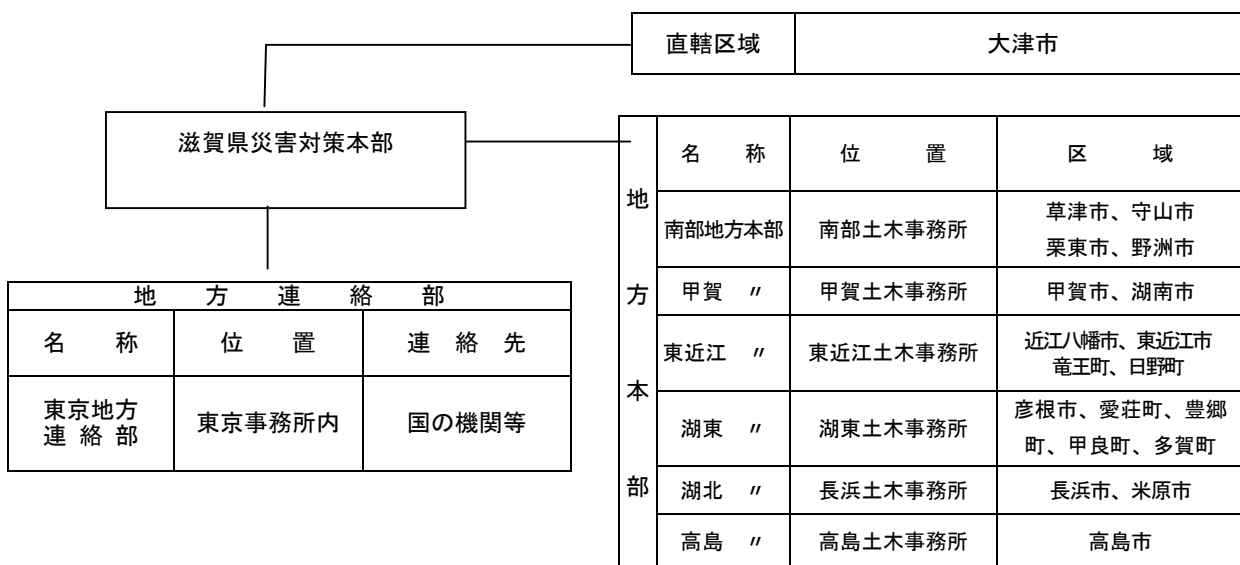 直轄区域 大津市
滋賀県災害対策本部
地方本部
名 称 位 置 区 域
南部地方本部 南部土木事務所 草津市、守山市
栗東市、野洲市
甲賀 〃 甲賀土木事務所 甲賀市、湖南市
東近江 〃 東近江土木事務所 近江八幡市、東近江市
竜王町、日野町
湖東 〃 湖東土木事務所 彦根市、愛荘町、豊郷
町、甲良町、多賀町
湖北 〃 長浜土木事務所 長浜市、米原市
高島 〃 高島土木事務所 高島市
地 方 連 絡 部
名 称 位 置 連 絡 先
東京地方
連 絡 部 東京事務所内 国の機関等